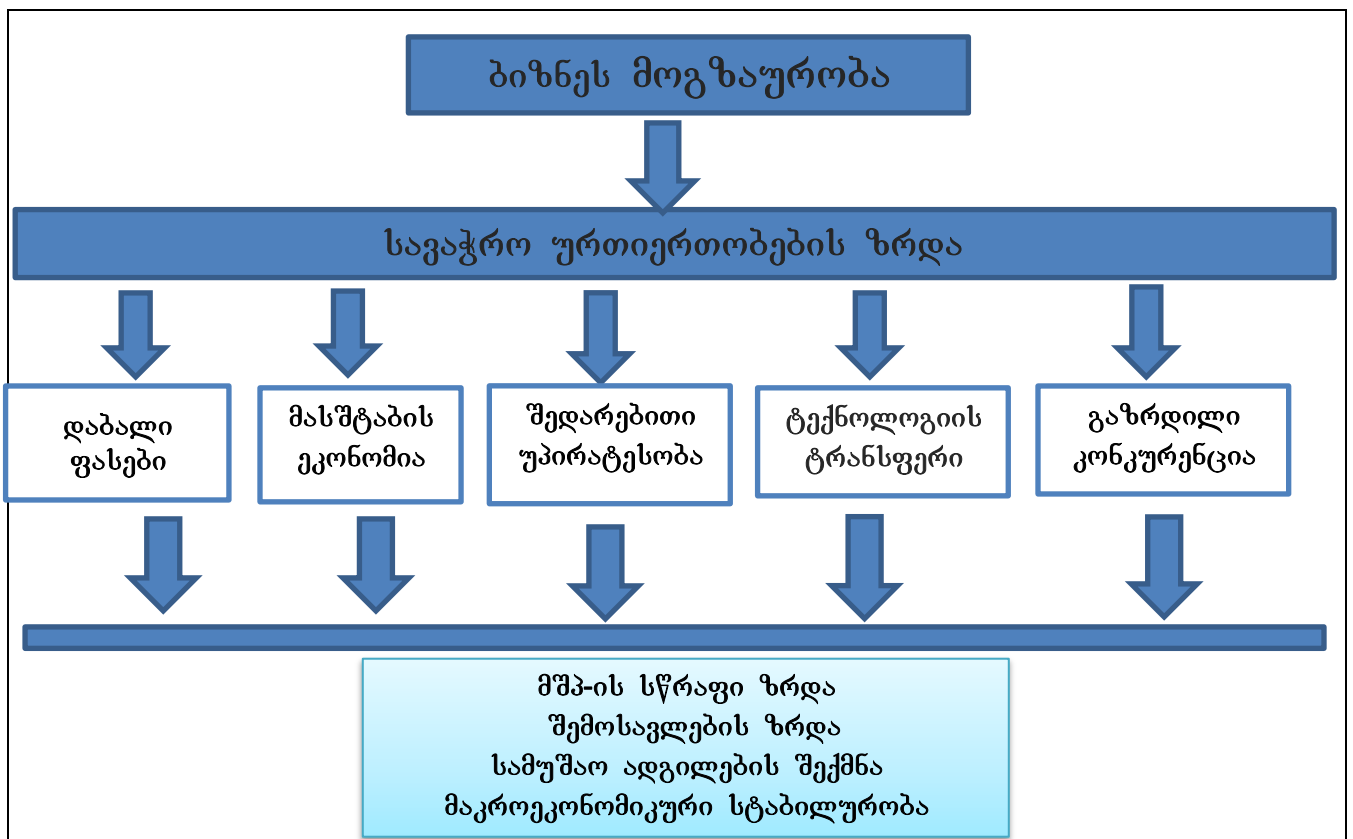 ბიზნეს მოგზაურობა
სავაჭრო ურთიერთობების ზრდა
დაბალი
ფასები
მასშტაბის
ეკონომია
შედარებითი
უპირატესობა
ტექნოლოგიის
ტრანსფერი
გაზრდილი
კონკურენცია
მშპ-ის სწრაფი ზრდა
შემოსავლების ზრდა
სამუშაო ადგილების შექმნა
მაკროეკონომიკური სტაბილურობა